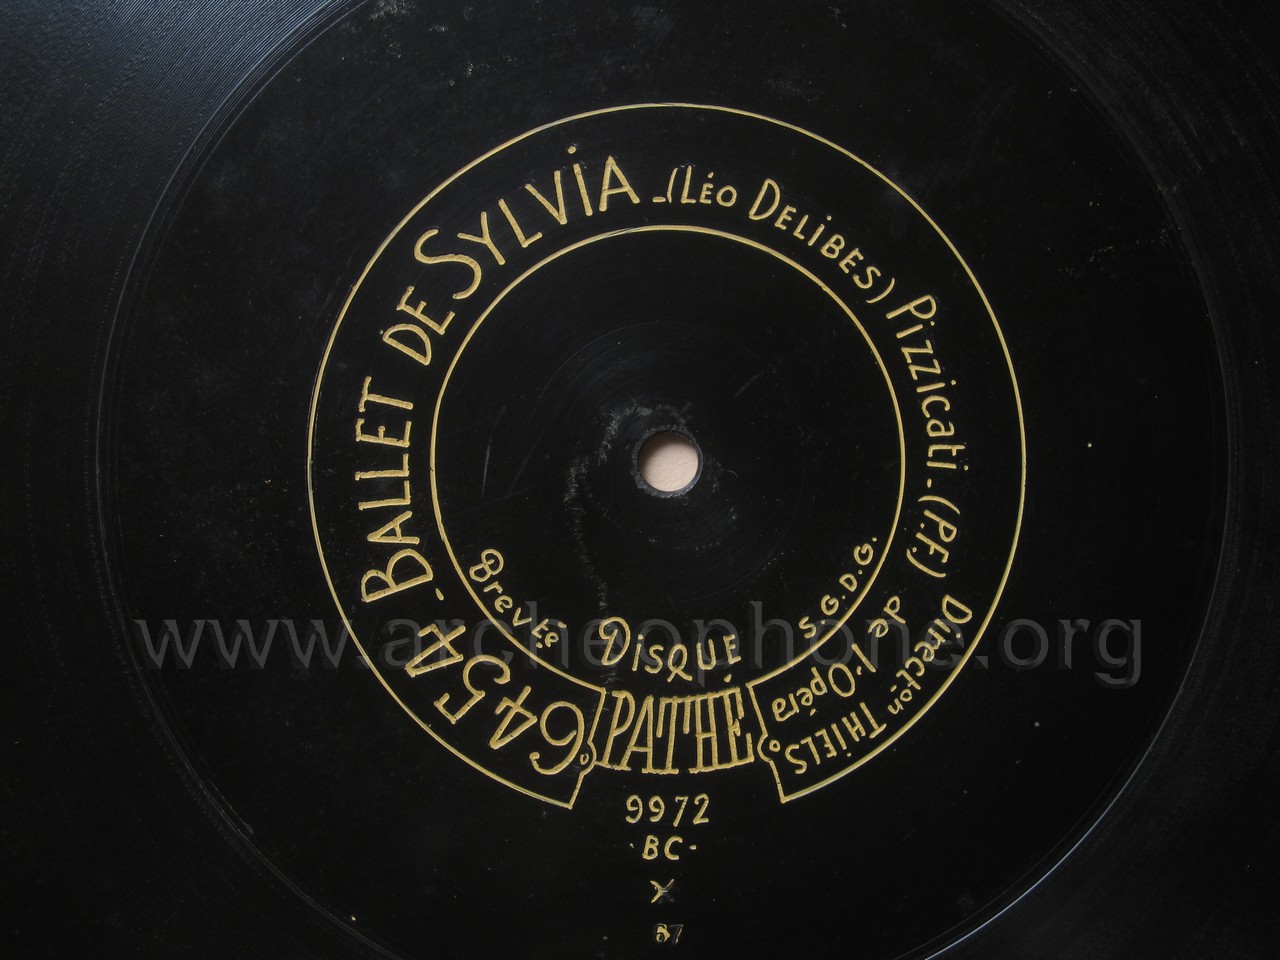 6454 - BALLET DE SYLViA - (LÉO DELiBES) Pizzicati - (P.F.) Direct.on THiELS.
de l'Opéra
Breveté
S.G.D.G.
DiSQUE
PATHÉ
9972
·BC·
X
87
www.archeophone.org